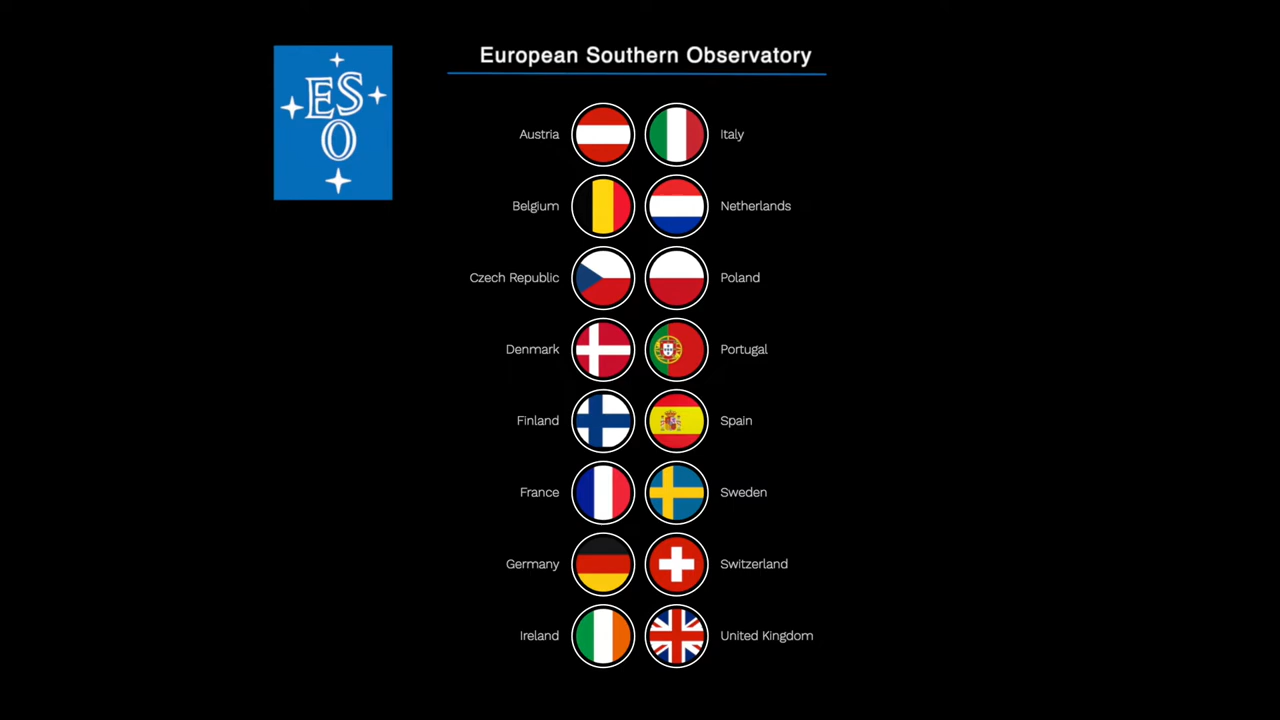 ES
O
European Southern Observatory
Austria
Italy
Belgium
Netherlands
Czech Republic
Poland
Denmark
Portugal
Finland
Spain
France
Sweden
Germany
Switzerland
Ireland
United Kingdom